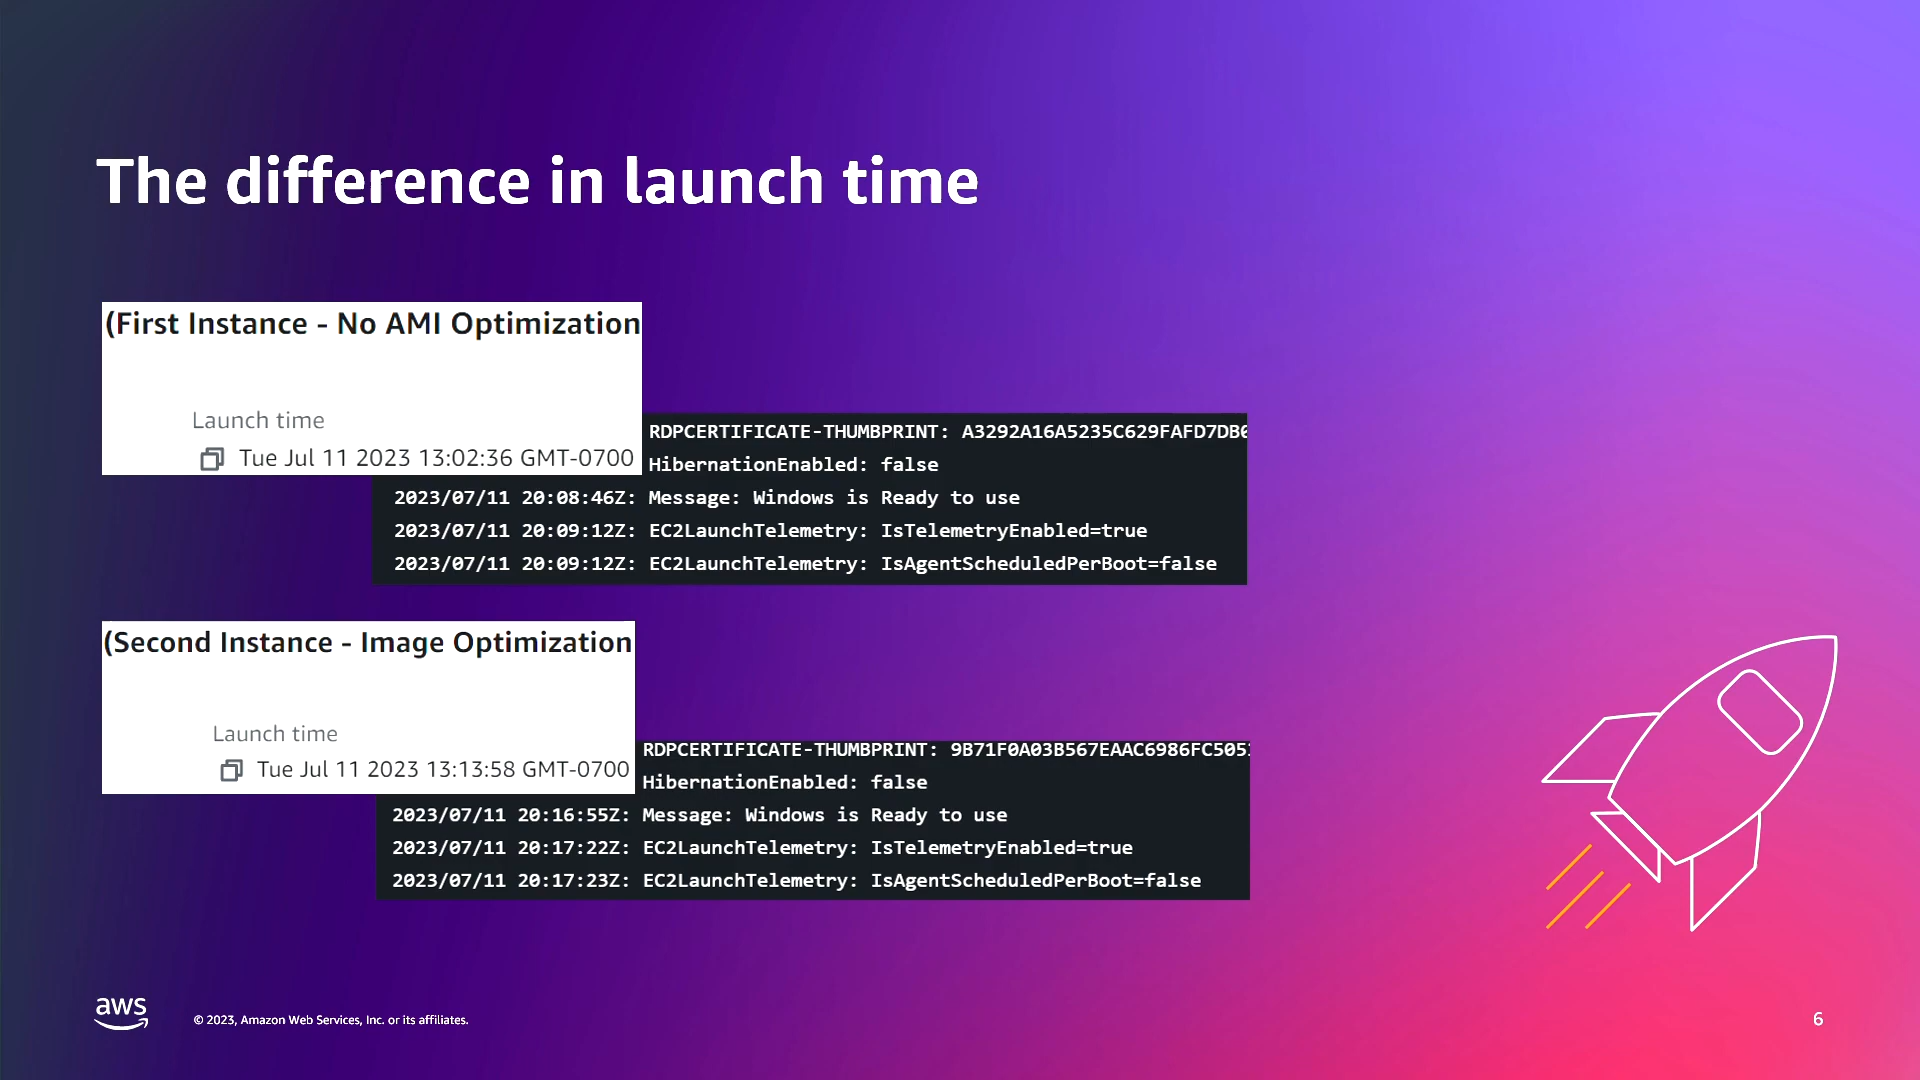 The difference in launch time
(First Instance - No AMI Optimization
Launch time
Tue Jul 11 2023 13:02:36 GMT-0700
RDPCERTIFICATE-THUMBPRINT: A3292A16A5235C629FAFD7DB6
HibernationEnabled: false
2023/07/11 20:08:46Z: Message: Windows is Ready to use
2023/07/11 20:09:12Z: EC2LaunchTelemetry: IsTelemetryEnabled=true
2023/07/11 20:09:12Z: EC2LaunchTelemetry: IsAgentScheduledPerBoot=false
(Second Instance - Image Optimization
Launch time
Tue Jul 11 2023 13:13:58 GMT-0700
RDPCERTIFICATE-THUMBPRINT: 9B71F0A03B567EAAC6986FC5051
HibernationEnabled: false
2023/07/11 20:16:55Z: Message: Windows is Ready to use
2023/07/11 20:17:22Z: EC2LaunchTelemetry: IsTelemetryEnabled=true
2023/07/11 20:17:23Z: EC2LaunchTelemetry: IsAgentScheduledPerBoot=false
aws
© 2023, Amazon Web Services, Inc. or its affiliates.
6